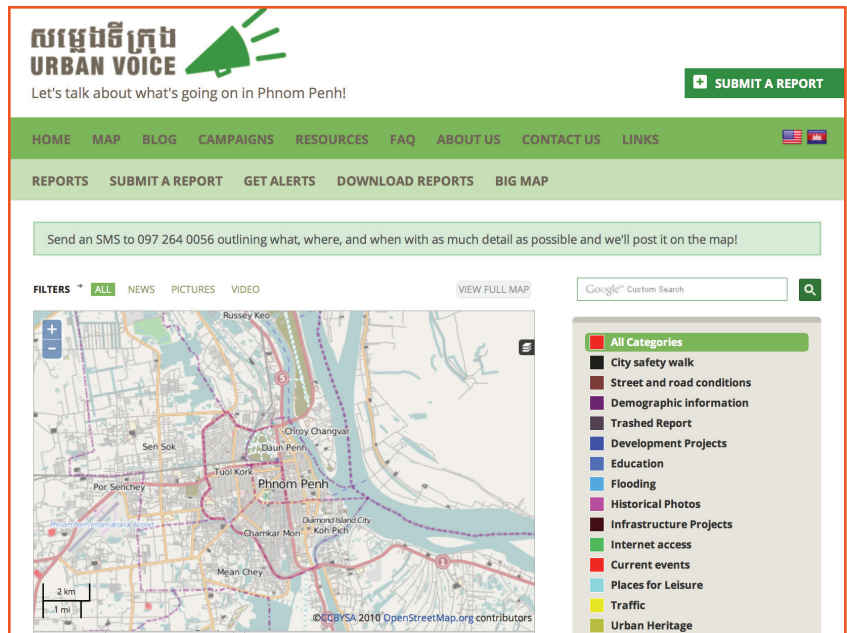 សម្លេងទីក្រុង
URBAN VOICE
Let's talk about what's going on in Phnom Penh!
SUBMIT A REPORT
HOME MAP BLOG CAMPAIGNS RESOURCES FAQ ABOUT US CONTACT US LINKS
REPORTS SUBMIT A REPORT GET ALERTS DOWNLOAD REPORTS BIG MAP
Send an SMS to 097 264 0056 outlining what, where, and when with as much detail as possible and we'll post it on the map!
FILTERS → ALL NEWS PICTURES VIDEO VIEW FULL MAP
Google™ Custom Search
+
−
Russey Keo
5
Chroy Changvar
Sen Sok
Daun Penh
Tuol Kork
Por Senchey
Phnom Penh
Phnom Penh International Airport
Diamond Island City
Chamkar Mon
Koh Pich
1
Mean Chey
2 km
1 mi
©CCBYSA 2010 OpenStreetMap.org contributors
All Categories
City safety walk
Street and road conditions
Demographic information
Trashed Report
Development Projects
Education
Flooding
Historical Photos
Infrastructure Projects
Internet access
Current events
Places for Leisure
Traffic
Urban Heritage